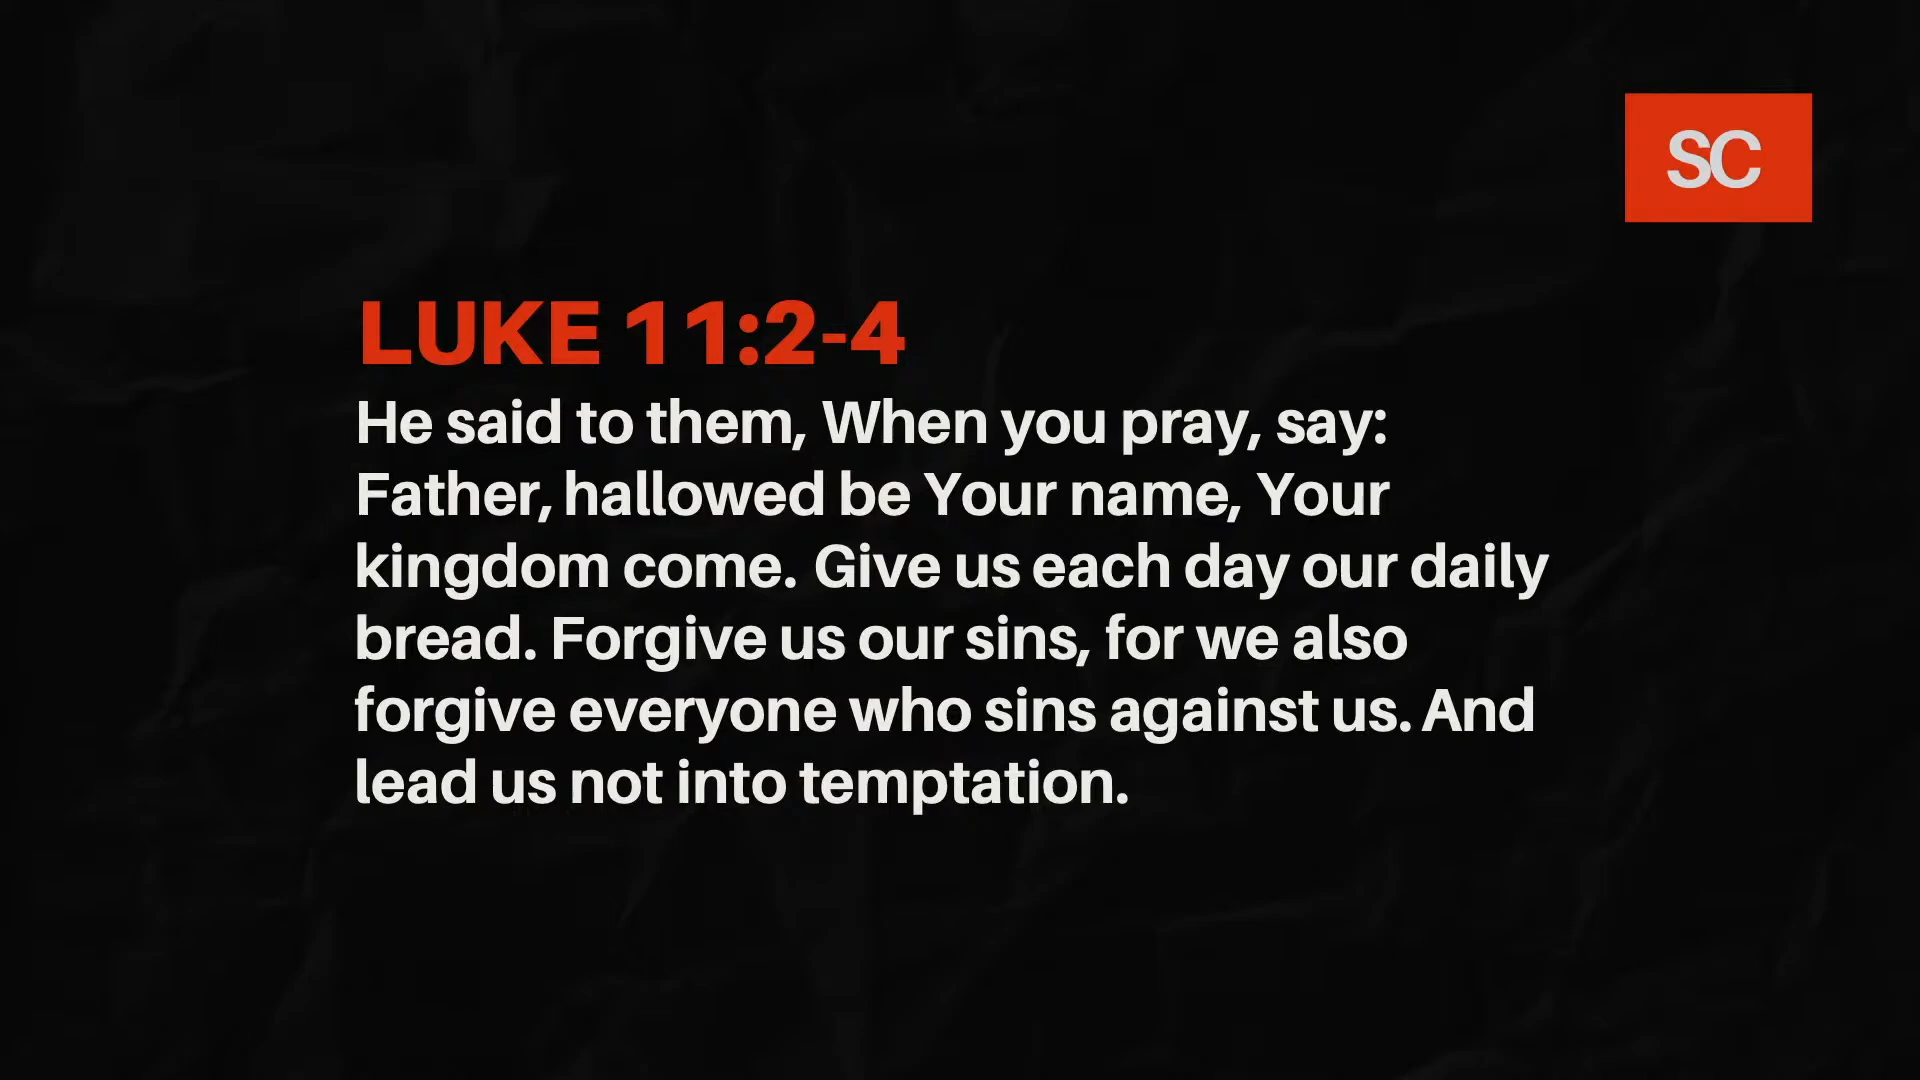 SC
LUKE 11:2-4
He said to them, When you pray, say:
Father, hallowed be Your name, Your
kingdom come. Give us each day our daily
bread. Forgive us our sins, for we also
forgive everyone who sins against us. And
lead us not into temptation.